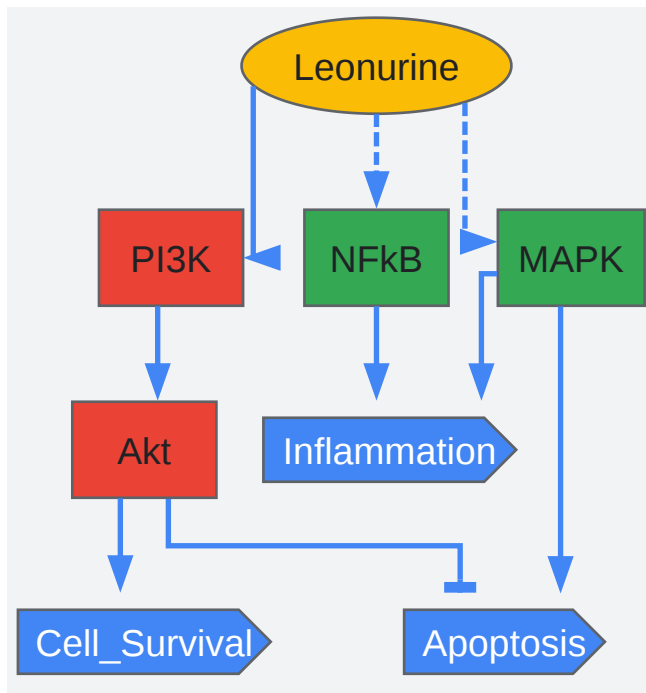 Leonurine
PI3K
NFkB
MAPK
Akt
Inflammation
Cell_Survival
Apoptosis